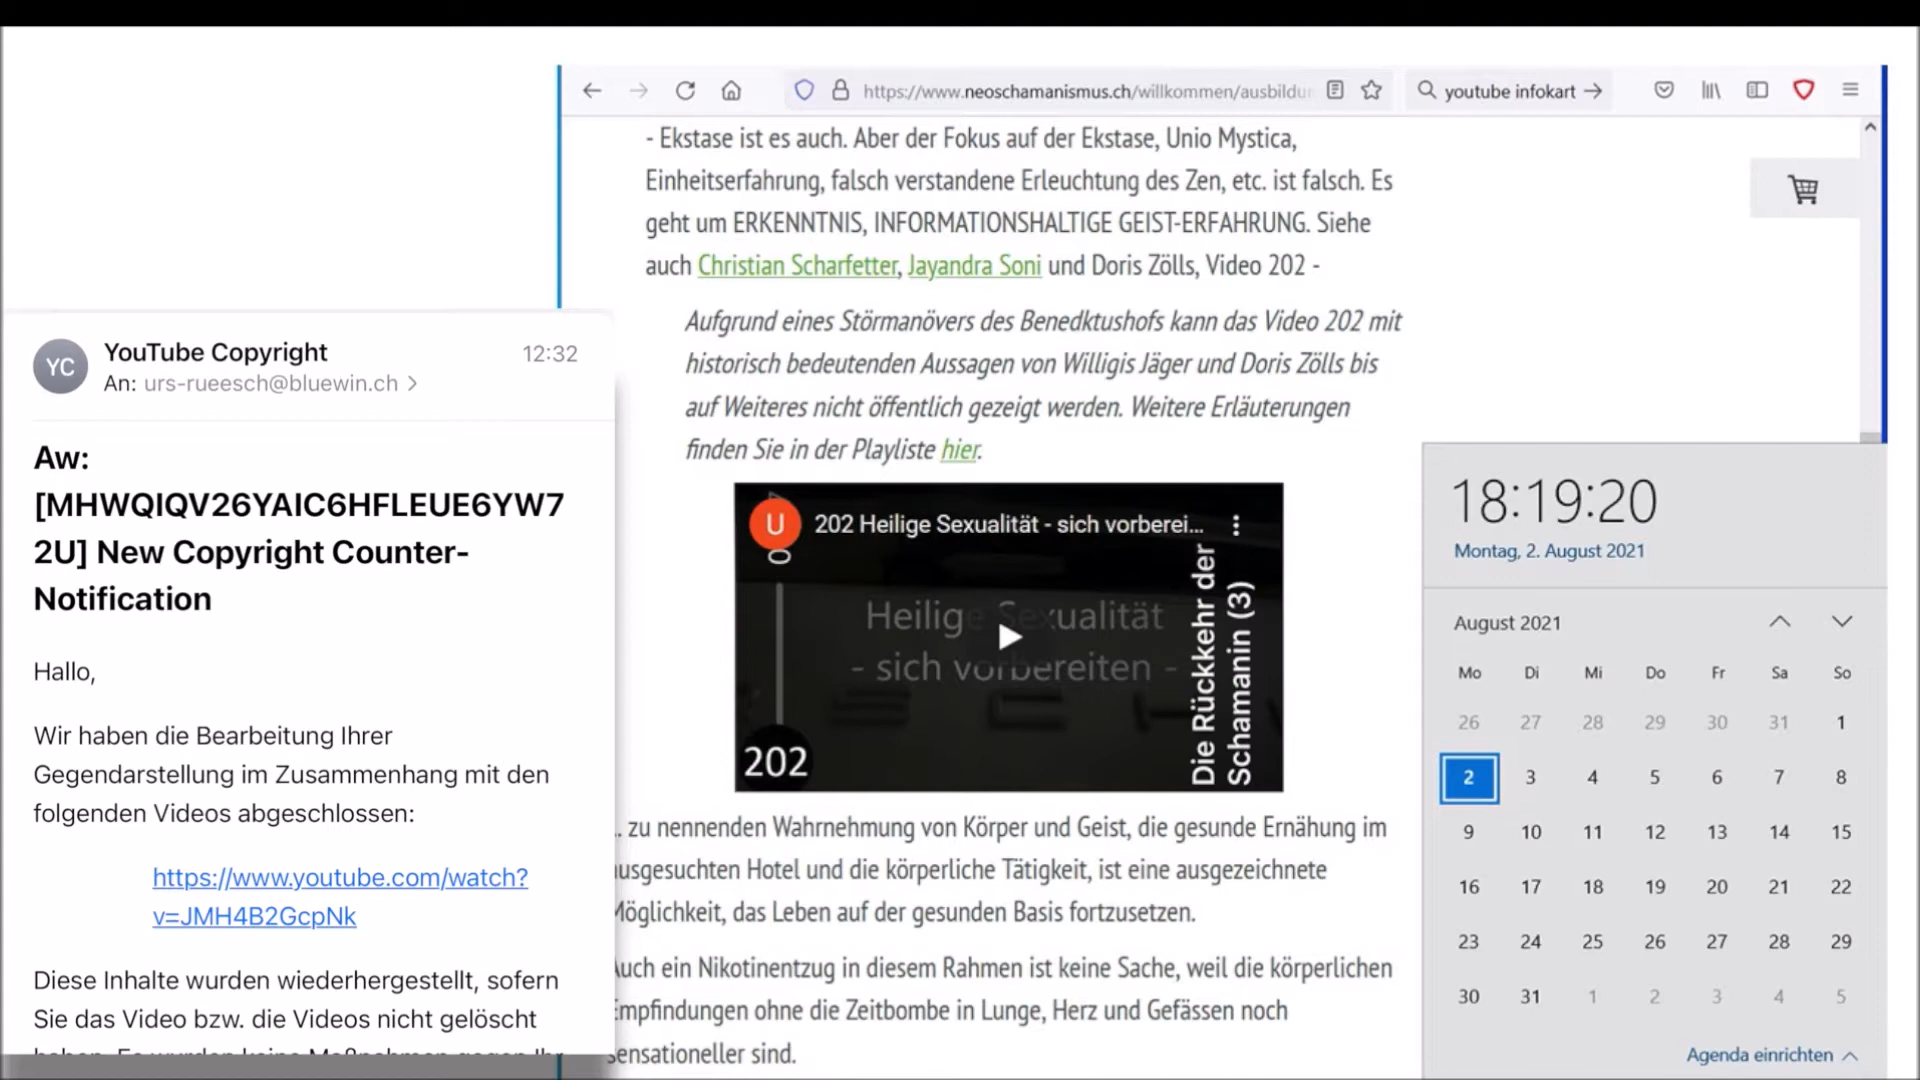 https://www.neoschamanismus.ch/willkommen/ausbildu
youtube infokart
- Ekstase ist es auch. Aber der Fokus auf der Ekstase, Unio Mystica,
Einheitserfahrung, falsch verstandene Erleuchtung des Zen, etc. ist falsch. Es
geht um ERKENNTNIS, INFORMATIONSHALTIGE GEIST-ERFAHRUNG. Siehe
auch Christian Scharfetter, Jayandra Soni und Doris Zölls, Video 202 -
Aufgrund eines Störmanövers des Benedktushofs kann das Video 202 mit
historisch bedeutenden Aussagen von Willigis Jäger und Doris Zölls bis
auf Weiteres nicht öffentlich gezeigt werden. Weitere Erläuterungen
finden Sie in der Playliste hier.
U
202 Heilige Sexualität - sich vorberei...
Heilige Sexualität
- sich vorbereiten -
Die Rückkehr der
Schamanin (3)
202
.. zu nennenden Wahrnehmung von Körper und Geist, die gesunde Ernähung im
ausgesuchten Hotel und die körperliche Tätigkeit, ist eine ausgezeichnete
Möglichkeit, das Leben auf der gesunden Basis fortzusetzen.
Auch ein Nikotinentzug in diesem Rahmen ist keine Sache, weil die körperlichen
Empfindungen ohne die Zeitbombe in Lunge, Herz und Gefässen noch
sensationeller sind.
YC
YouTube Copyright
12:32
An: urs-rueesch@bluewin.ch
Aw:
[MHWQIQV26YAIC6HFLEUE6YW7
2U] New Copyright Counter-
Notification
Hallo,
Wir haben die Bearbeitung Ihrer
Gegendarstellung im Zusammenhang mit den
folgenden Videos abgeschlossen:
https://www.youtube.com/watch?
v=JMH4B2GcpNk
Diese Inhalte wurden wiederhergestellt, sofern
Sie das Video bzw. die Videos nicht gelöscht
18:19:20
Montag, 2. August 2021
August 2021
Mo Di Mi Do Fr Sa So
26 27 28 29 30 31 1
2 3 4 5 6 7 8
9 10 11 12 13 14 15
16 17 18 19 20 21 22
23 24 25 26 27 28 29
30 31 1 2 3 4 5
Agenda einrichten